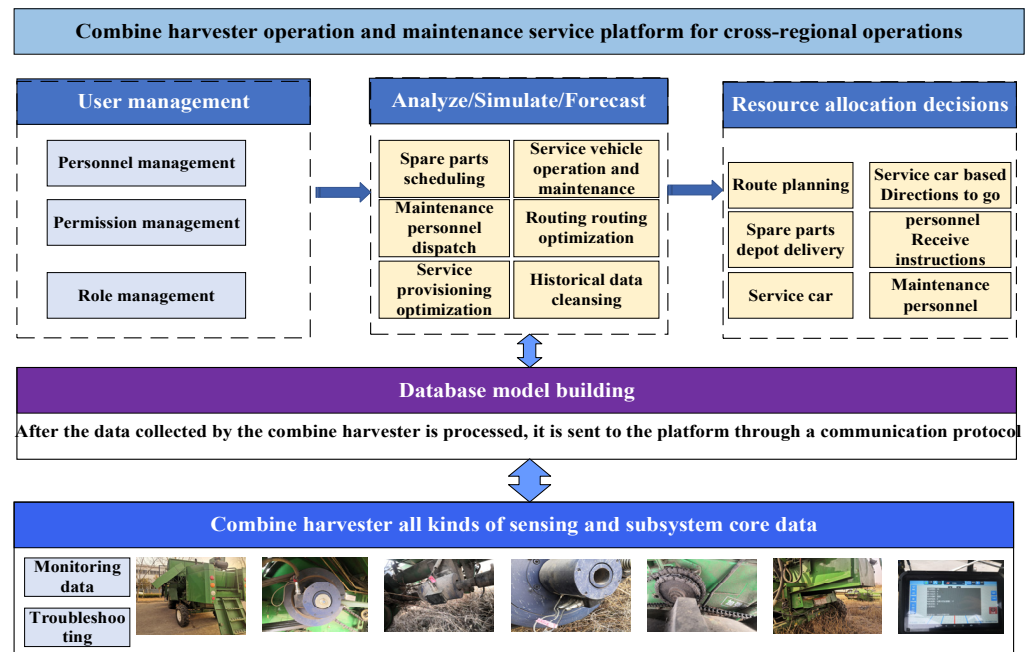 Combine harvester operation and maintenance service platform for cross-regional operations
User management
Personnel management
Permission management
Role management
Analyze/Simulate/Forecast
Spare parts
scheduling
Service vehicle
operation and
maintenance
Maintenance
personnel
dispatch
Routing routing
optimization
Service
provisioning
optimization
Historical data
cleansing
Resource allocation decisions
Route planning
Service car based
Directions to go
Spare parts
depot delivery
personnel
Receive
instructions
Service car
Maintenance
personnel
Database model building
After the data collected by the combine harvester is processed, it is sent to the platform through a communication protocol
Combine harvester all kinds of sensing and subsystem core data
Monitoring
data
Troubleshoo
ting